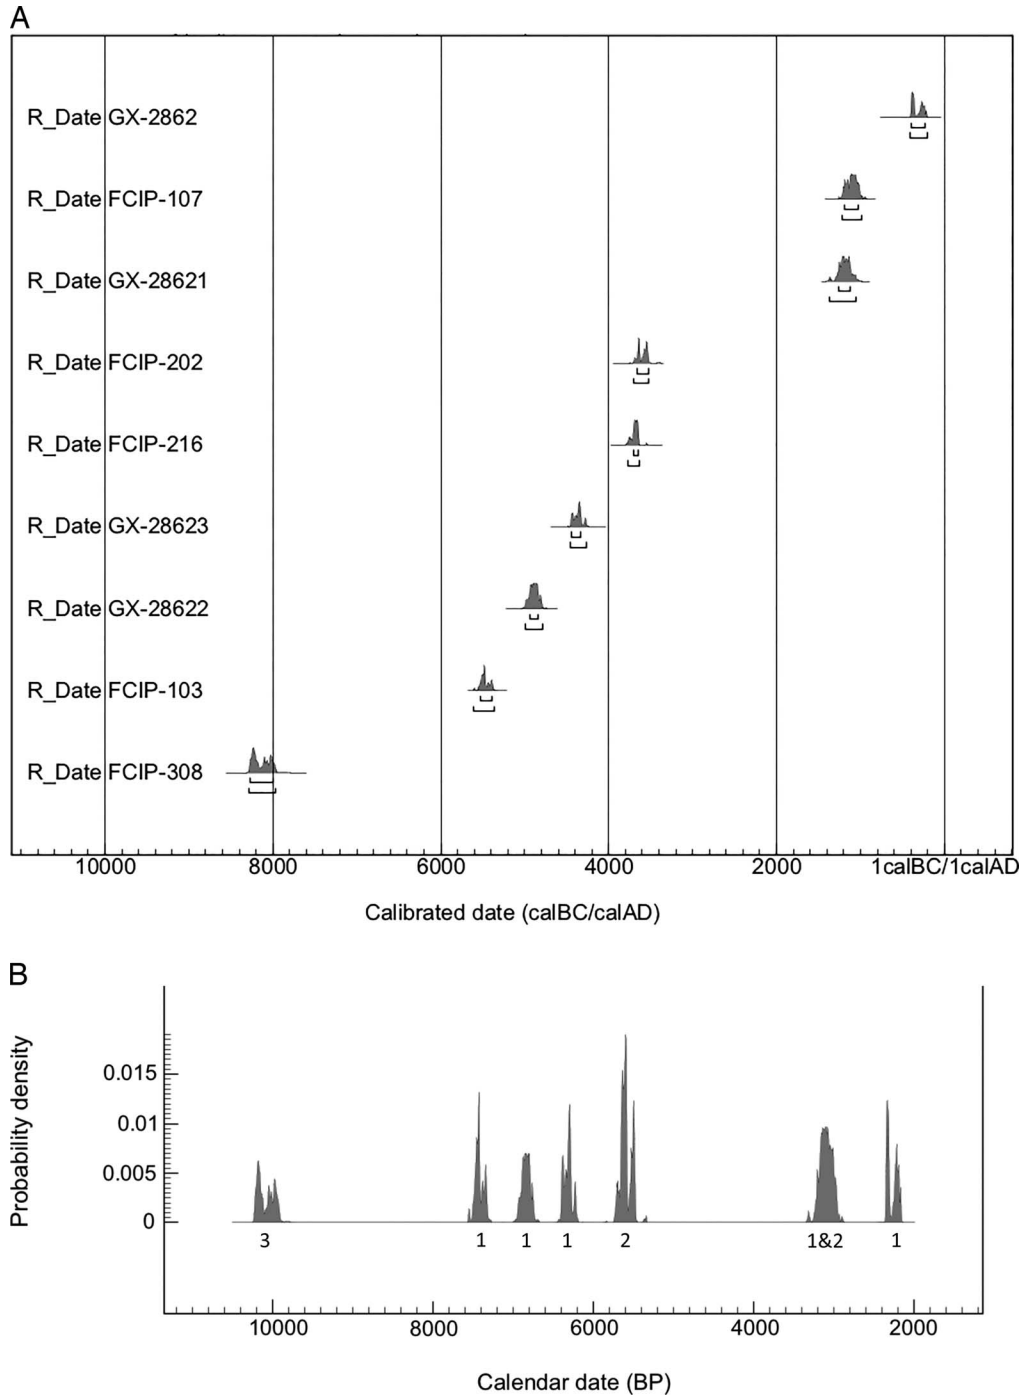 A
R_Date GX-2862
R_Date FCIP-107
R_Date GX-28621
R_Date FCIP-202
R_Date FCIP-216
R_Date GX-28623
R_Date GX-28622
R_Date FCIP-103
R_Date FCIP-308
10000 8000 6000 4000 2000 1calBC/1calAD
Calibrated date (calBC/calAD)
B
Probability density
0.015
0.01
0.005
0
3 1 1 1 2 1&2 1
10000 8000 6000 4000 2000
Calendar date (BP)